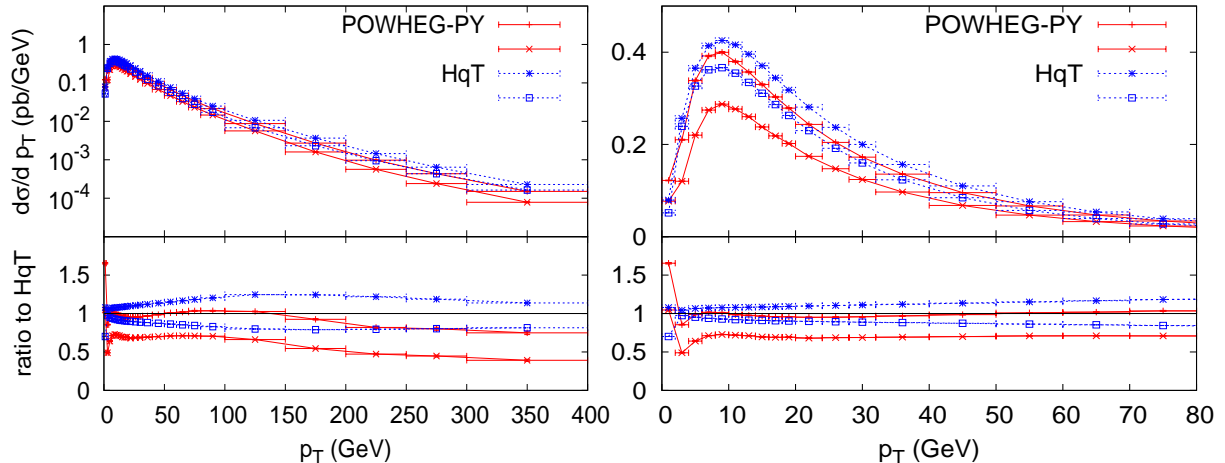 POWHEG-PY
HqT
dσ/d p_T (pb/GeV)
1
0.1
10^-2
10^-3
10^-4
ratio to HqT
1.5
1
0.5
0
0 50 100 150 200 250 300 350 400
p_T (GeV)
POWHEG-PY
HqT
0.4
0.2
0
1.5
1
0.5
0
0 10 20 30 40 50 60 70 80
p_T (GeV)